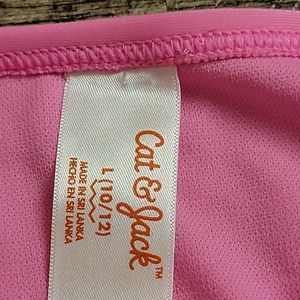 Cat & Jack™
L (10/12)
MADE IN SRI LANKA
HECHO EN SRI LANKA